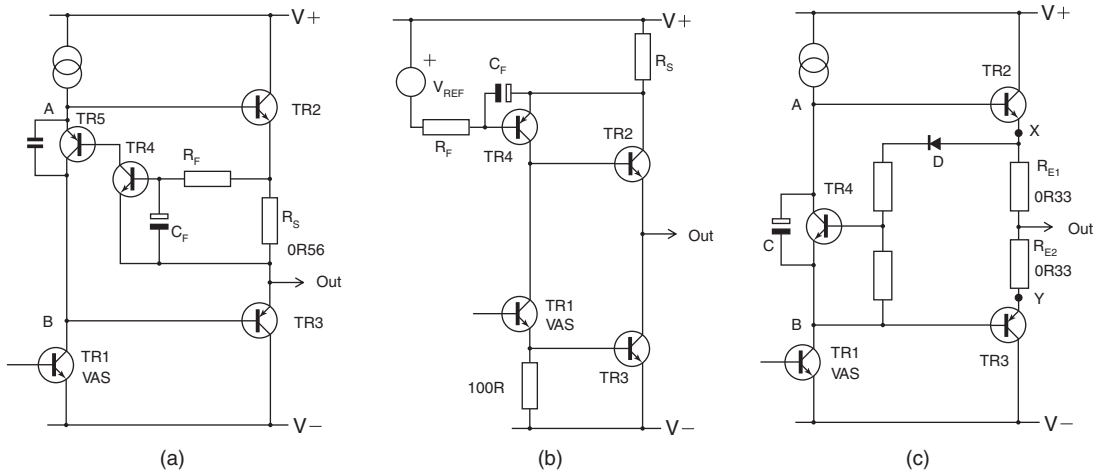 V+
A
TR5
TR4
TR2
R_F
C_F
R_S
0R56
Out
B
TR3
TR1
VAS
V−
(a)
V+
+
V_REF
C_F
R_S
R_F
TR4
TR2
Out
TR1
VAS
TR3
100R
V−
(b)
V+
TR2
A
X
D
R_E1
0R33
TR4
Out
C
R_E2
0R33
Y
B
TR1
VAS
TR3
V−
(c)